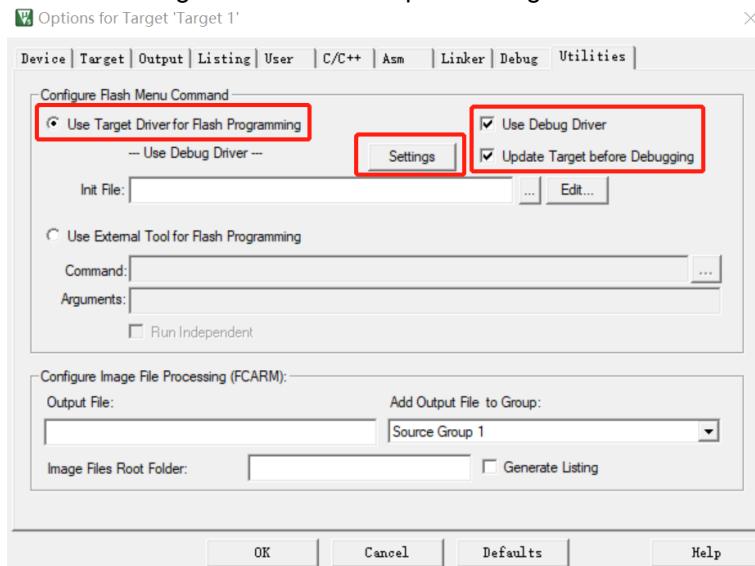 Options for Target 'Target 1'
Device Target Output Listing User C/C++ Asm Linker Debug Utilities
Configure Flash Menu Command
Use Target Driver for Flash Programming Use Debug Driver
--- Use Debug Driver --- Settings Update Target before Debugging
Init File: ... Edit...
Use External Tool for Flash Programming
Command: ...
Arguments:
Run Independent
Configure Image File Processing (FCARM):
Output File: Add Output File to Group:
Source Group 1
Image Files Root Folder: Generate Listing
OK Cancel Defaults Help